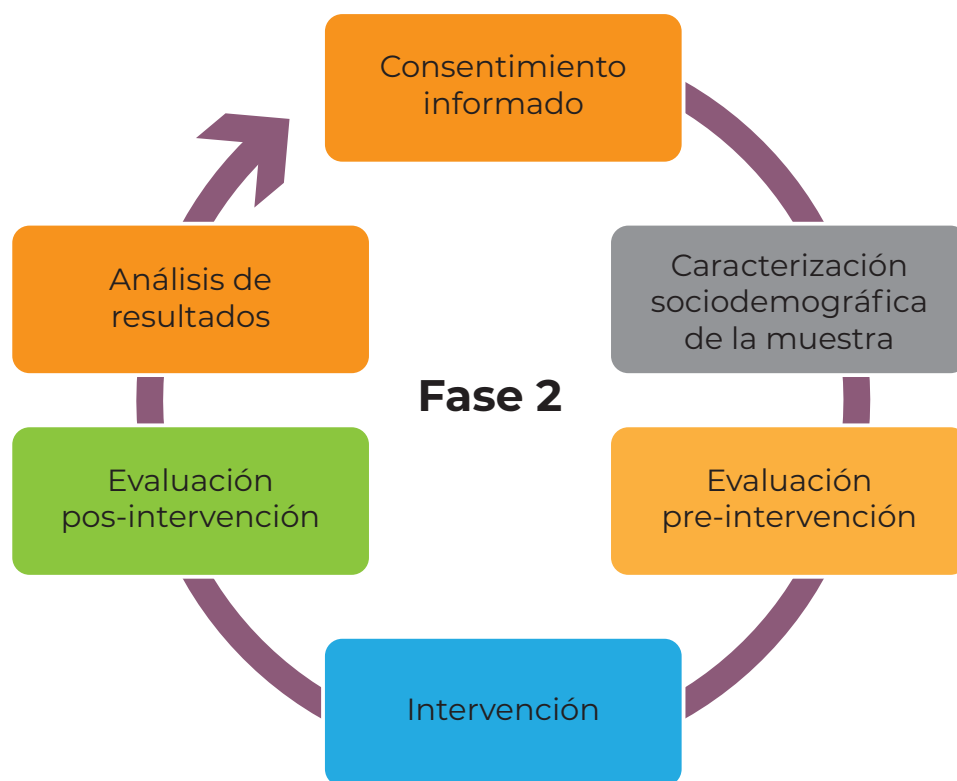 Consentimiento
informado
Caracterización
sociodemográfica
de la muestra
Evaluación
pre-intervención
Intervención
Evaluación
pos-intervención
Análisis de
resultados
Fase 2